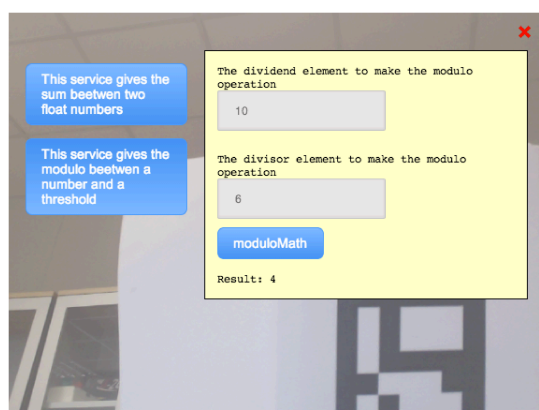 This service gives the
sum beetwen two
float numbers
This service gives the
modulo beetwen a
number and a
threshold
The dividend element to make the modulo
operation
10
The divisor element to make the modulo
operation
6
moduloMath
Result: 4